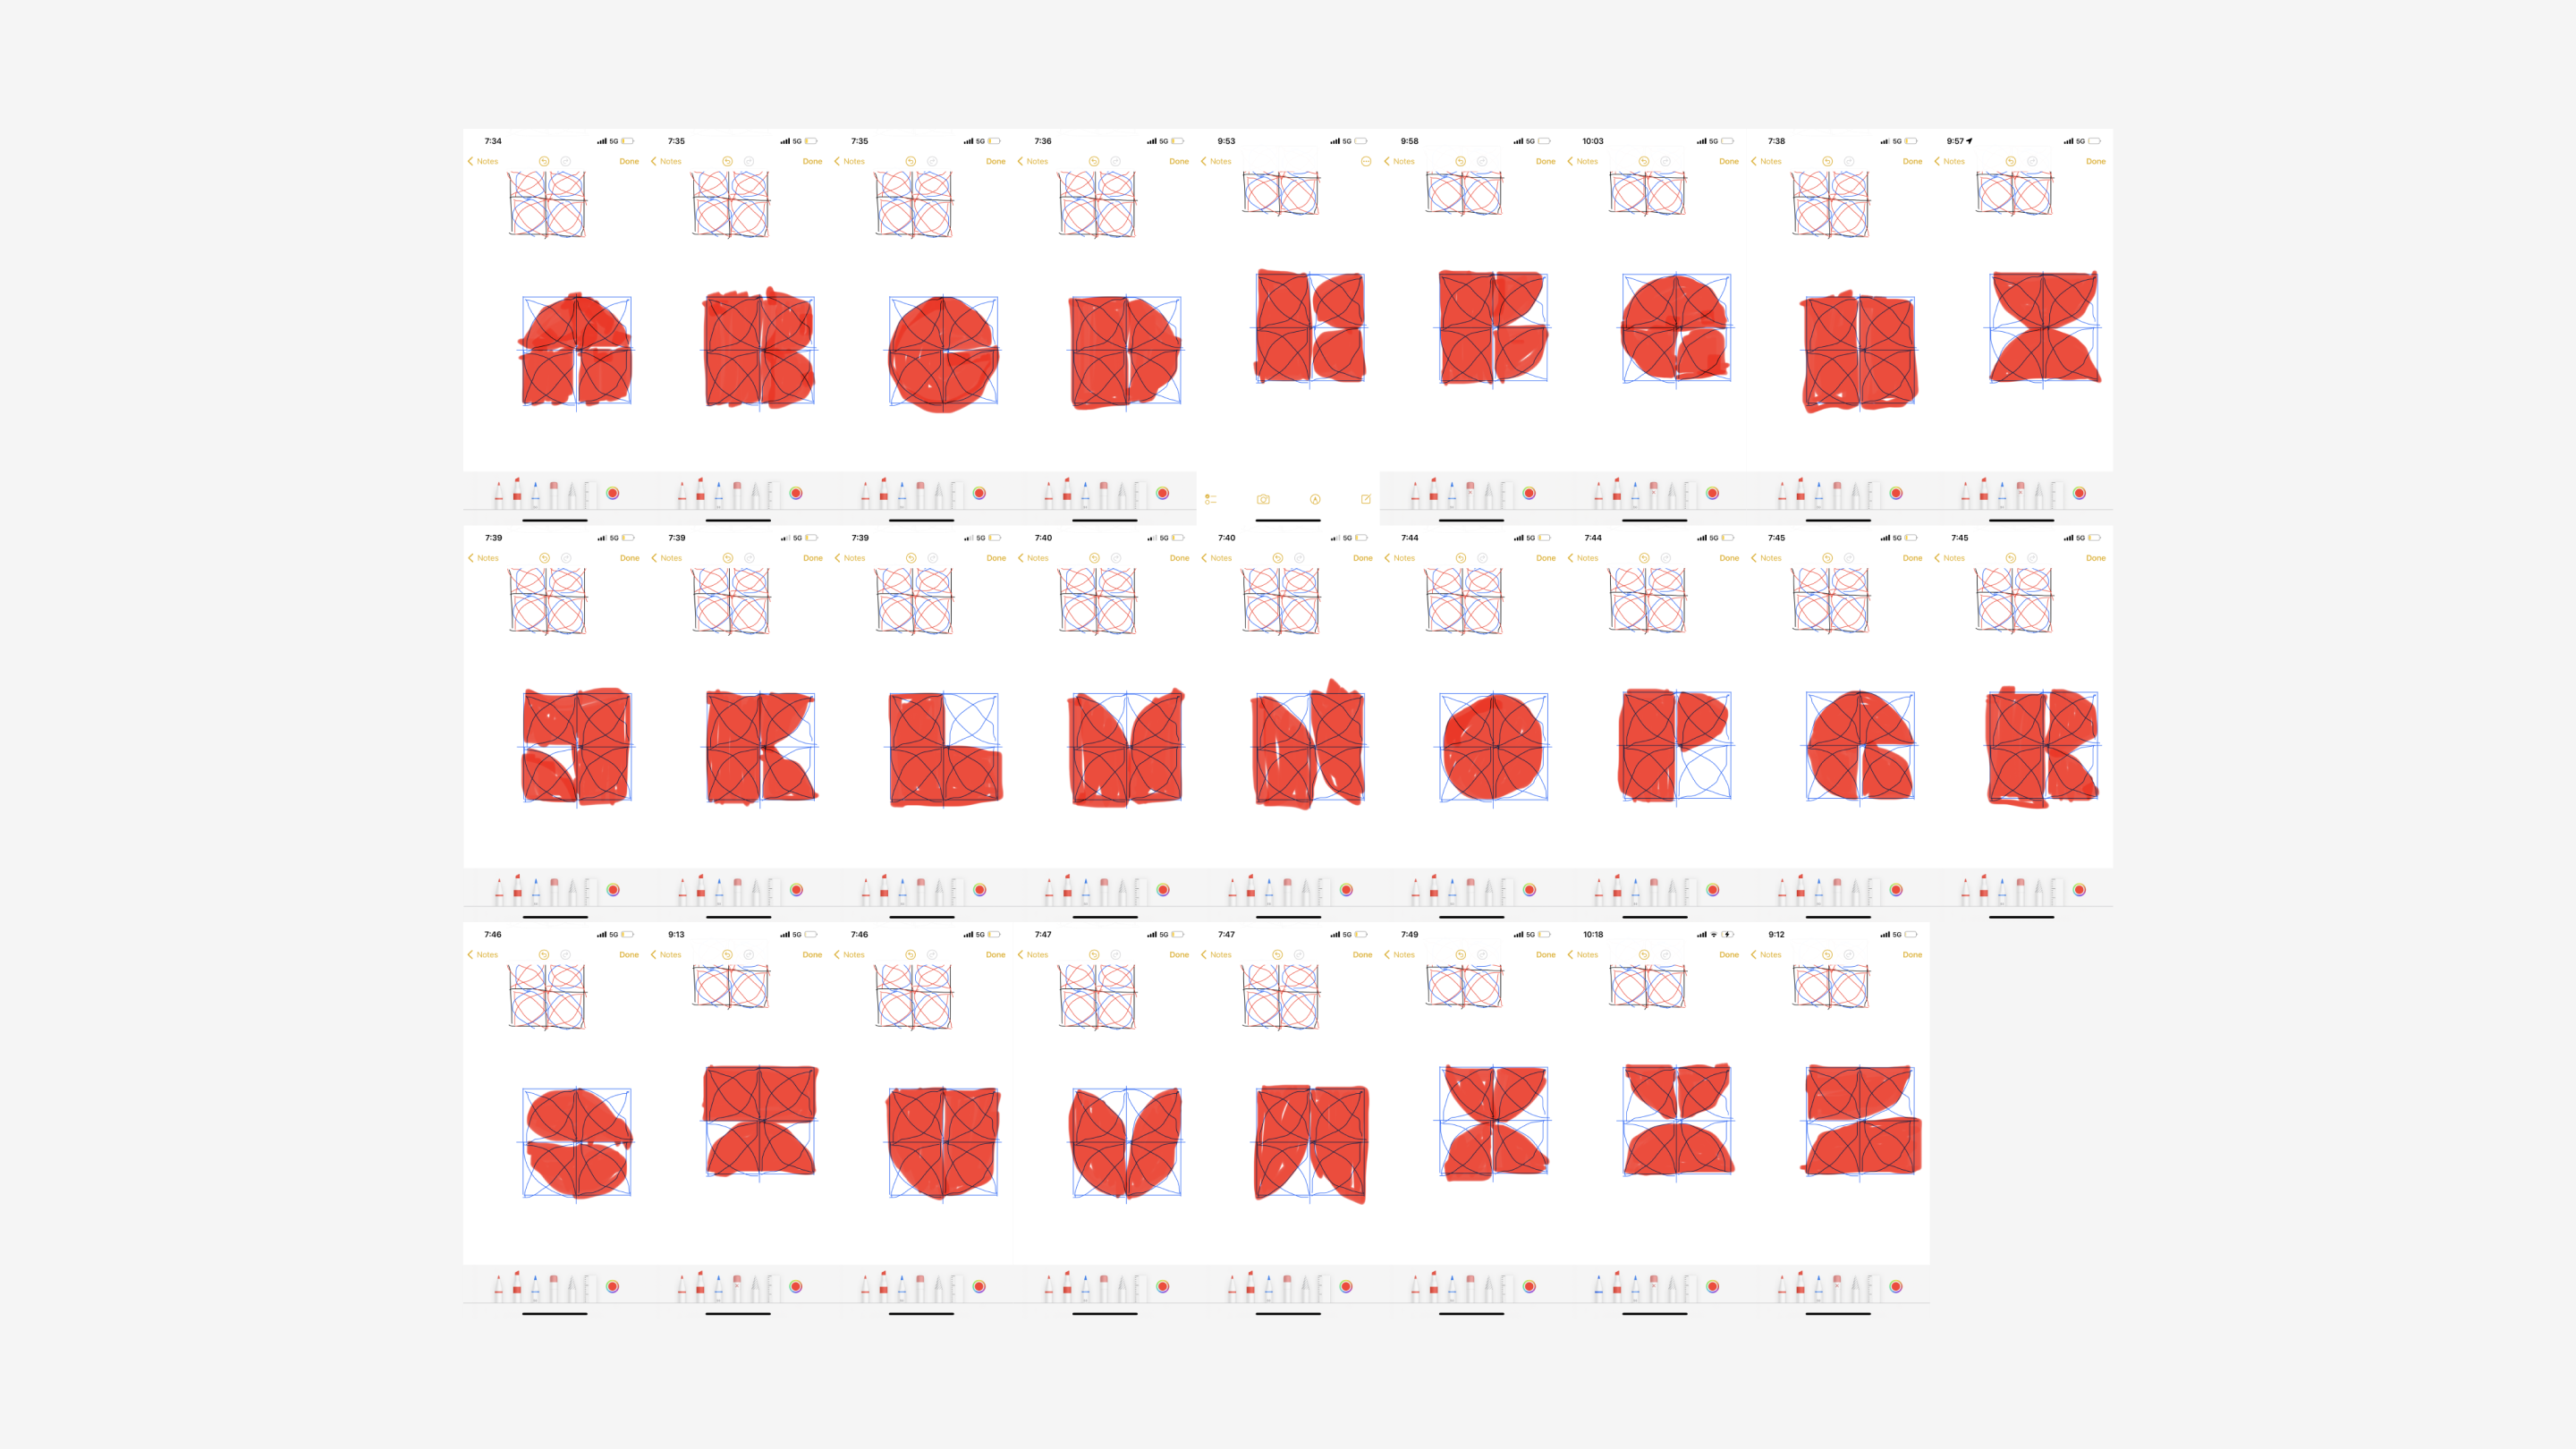 7:34 5G 7:35 5G 7:35 5G 7:36 5G 9:53 5G 9:58 5G 10:03 5G 7:38 5G 9:57 5G
Notes Done Notes Done Notes Done Notes Done Notes Notes Done Notes Done Notes Done Notes Done
A B C D E F G H I
7:39 5G 7:39 5G 7:39 5G 7:40 5G 7:40 5G 7:44 5G 7:44 5G 7:45 5G 7:45 5G
Notes Done Notes Done Notes Done Notes Done Notes Done Notes Done Notes Done Notes Done Notes Done
J K L M N O P Q R
7:46 5G 9:13 5G 7:46 5G 7:47 5G 7:47 5G 7:49 5G 10:18 9:12 5G
Notes Done Notes Done Notes Done Notes Done Notes Done Notes Done Notes Done Notes Done
S T U V W X Y Z